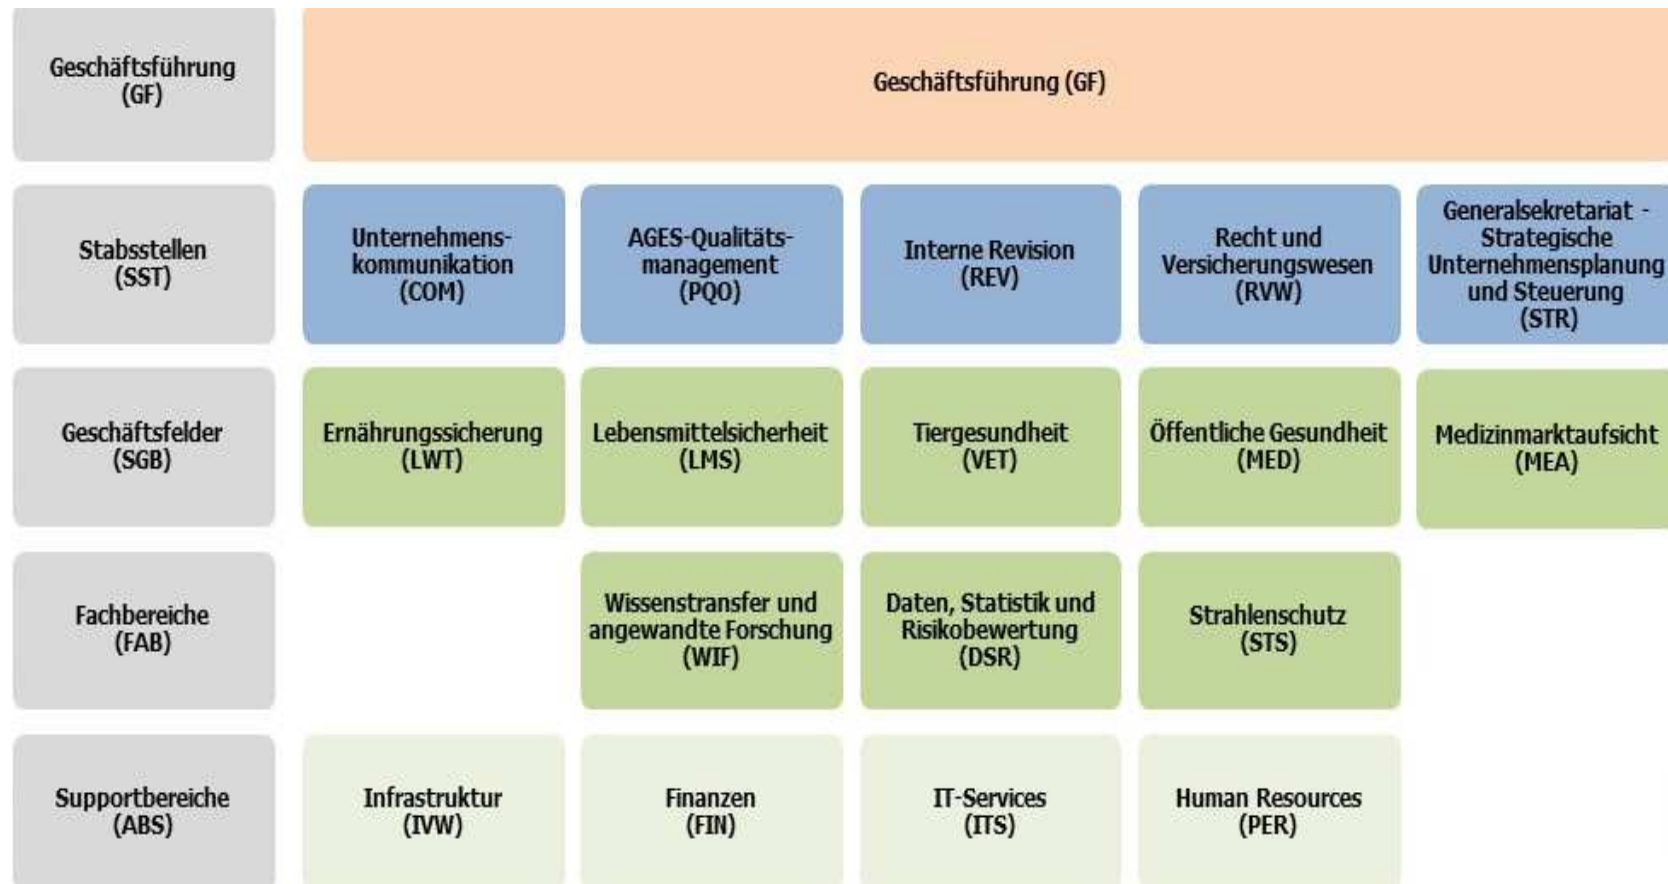 Geschäftsführung
(GF)
Geschäftsführung (GF)
Stabsstellen
(SST)
Unternehmens-
kommunikation
(COM)
AGES-Qualitäts-
management
(PQO)
Interne Revision
(REV)
Recht und
Versicherungswesen
(RVW)
Generalsekretariat -
Strategische
Unternehmensplanung
und Steuerung
(STR)
Geschäftsfelder
(SGB)
Ernährungssicherung
(LWT)
Lebensmittelsicherheit
(LMS)
Tiergesundheit
(VET)
Öffentliche Gesundheit
(MED)
Medizinmarktaufsicht
(MEA)
Fachbereiche
(FAB)
Wissenstransfer und
angewandte Forschung
(WIF)
Daten, Statistik und
Risikobewertung
(DSR)
Strahlenschutz
(STS)
Supportbereiche
(ABS)
Infrastruktur
(IVW)
Finanzen
(FIN)
IT-Services
(ITS)
Human Resources
(PER)